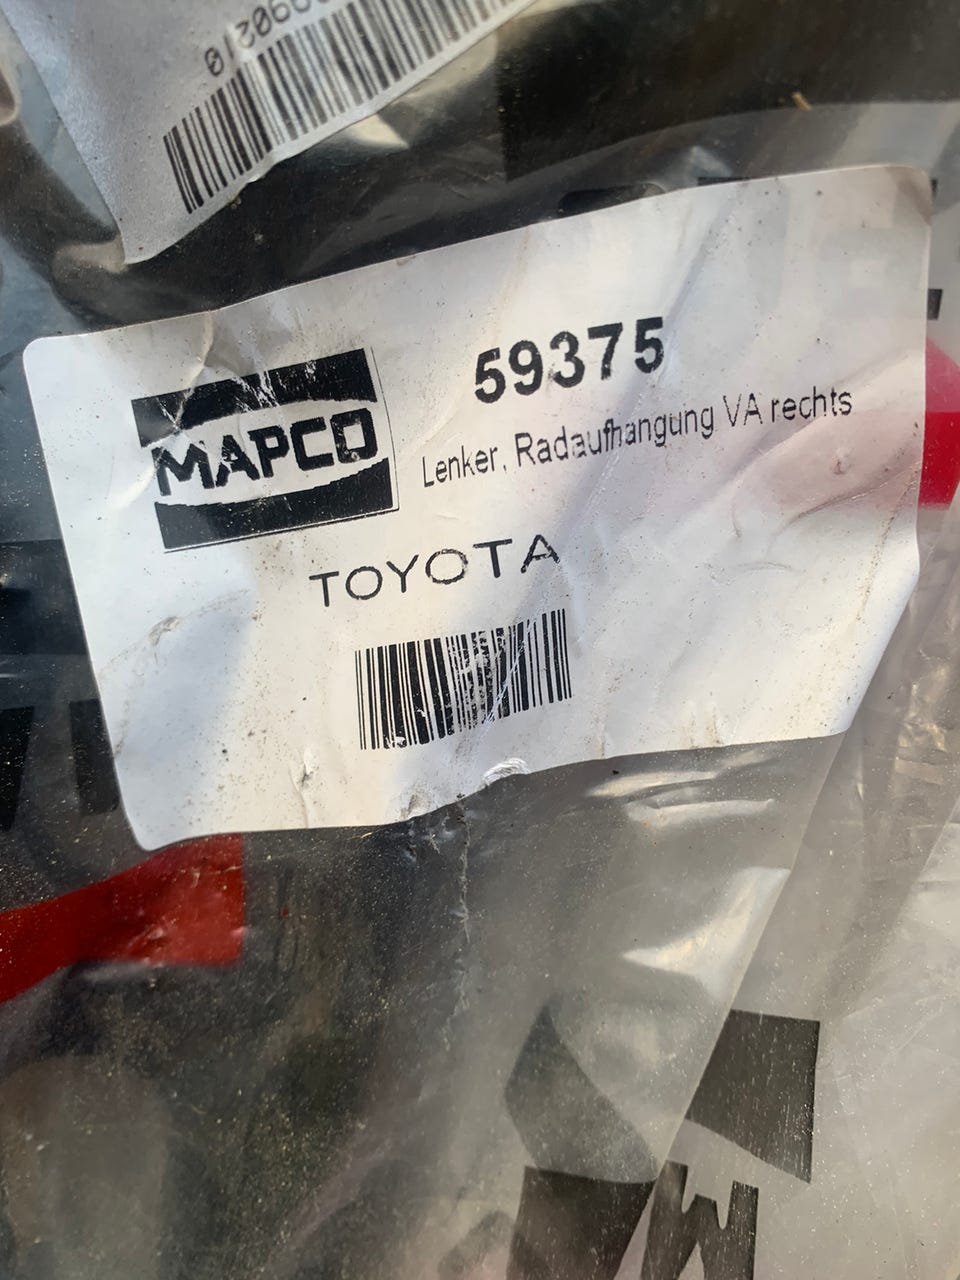 59375
MAPCO
Lenker, Radaufhangung VA rechts
TOYOTA